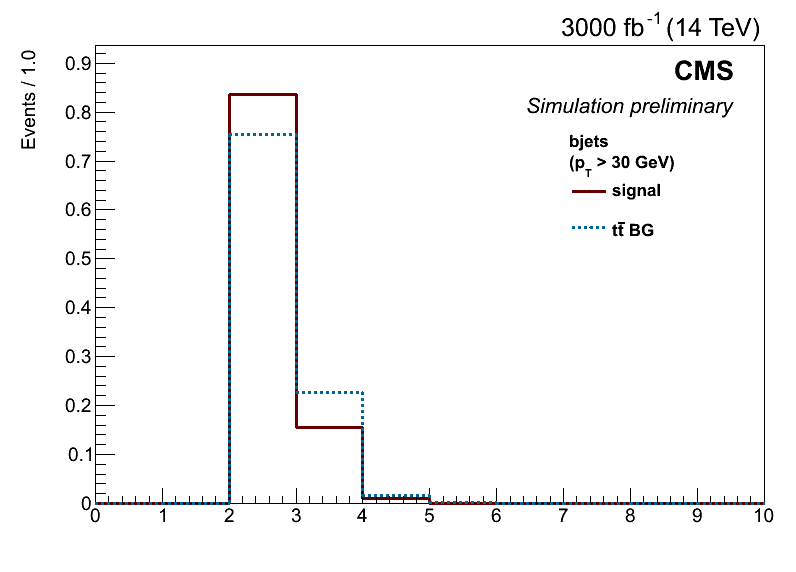 3000 fb⁻¹ (14 TeV)
Events / 1.0
CMS
Simulation preliminary
bjets
(p_T > 30 GeV)
signal
tt̅ BG
0.9
0.8
0.7
0.6
0.5
0.4
0.3
0.2
0.1
0
0 1 2 3 4 5 6 7 8 9 10